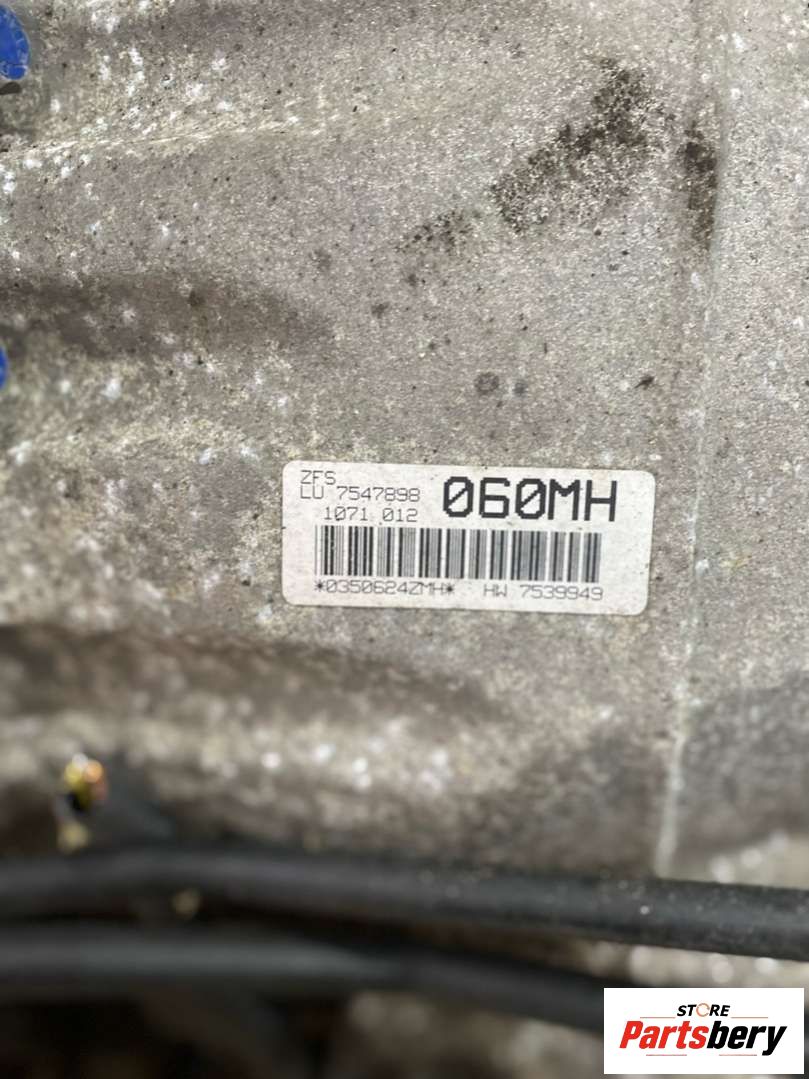 ZFS
LU 7547898
1071 012
060MH
*0350624ZMH* HW 7539949
STORE
Partsbery